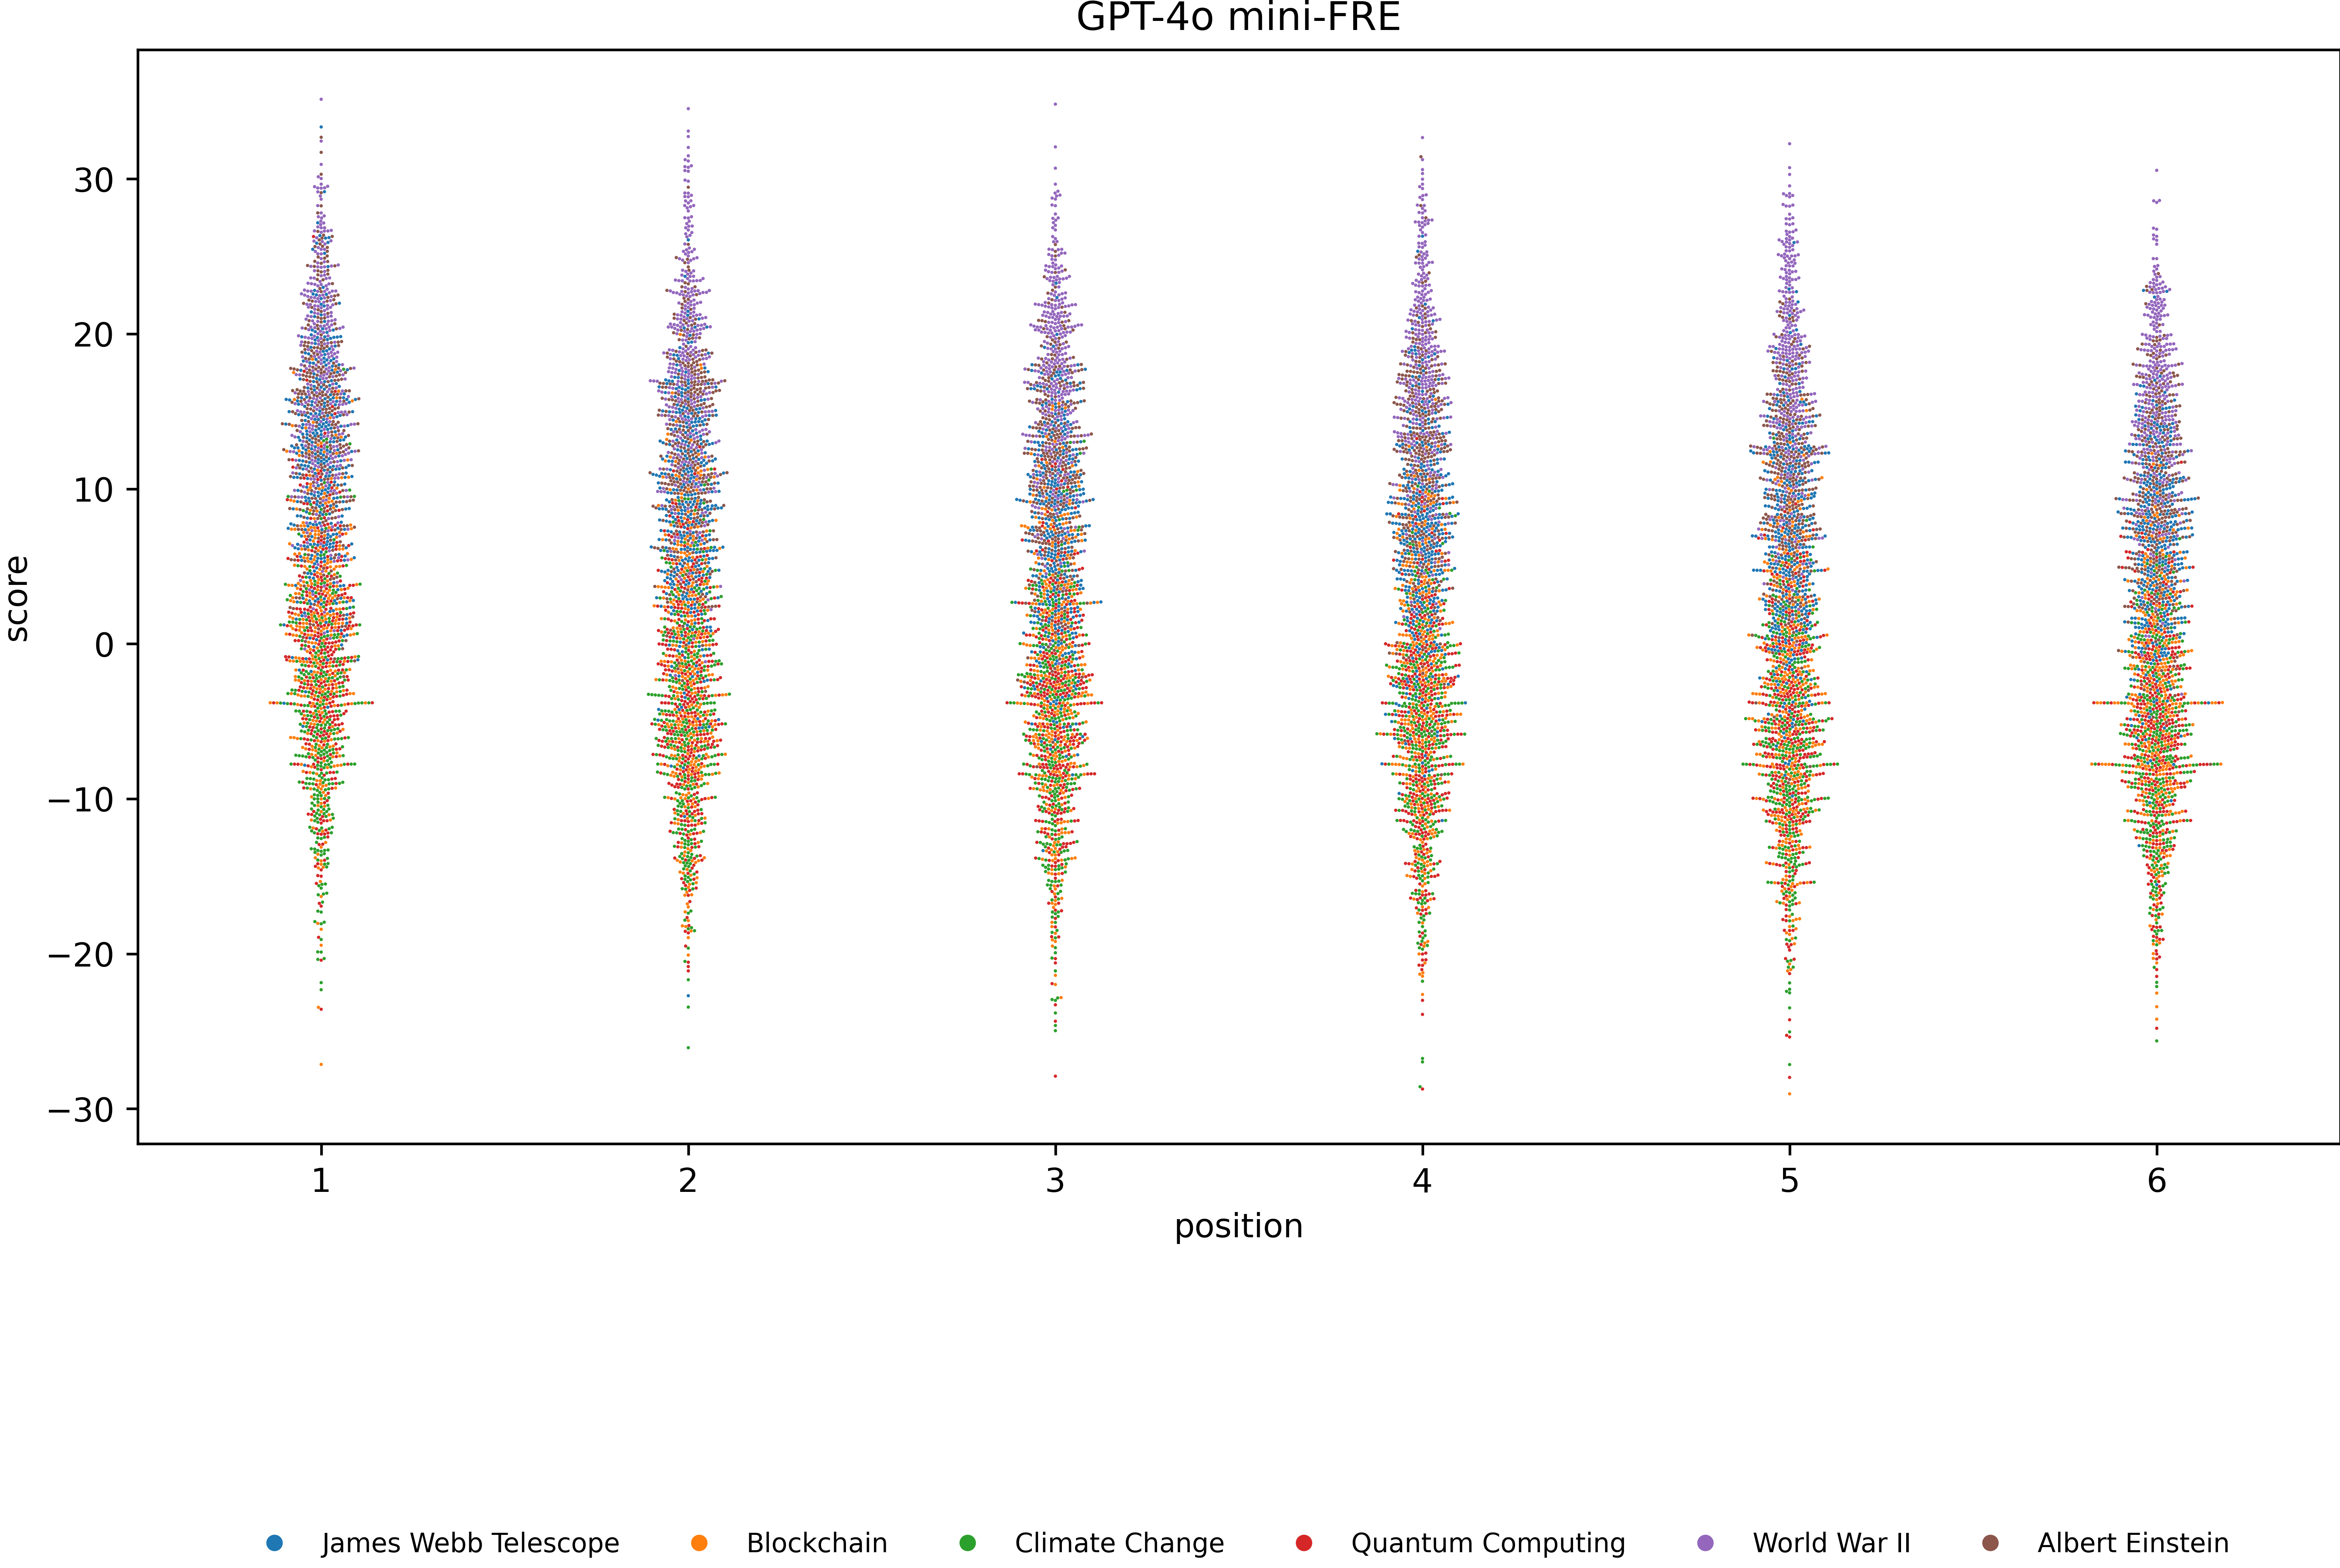 GPT-4o mini-FRE
score
30
20
10
0
−10
−20
−30
1 2 3 4 5 6
position
James Webb Telescope Blockchain Climate Change Quantum Computing World War II Albert Einstein